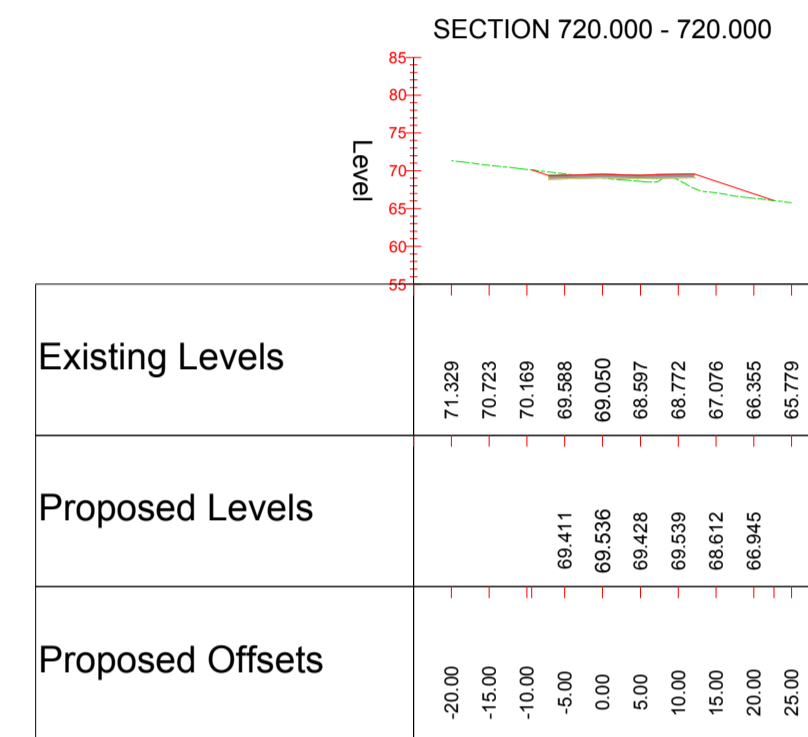 SECTION 720.000 - 720.000
Level
85
80
75
70
65
60
55
Existing Levels
71.329 70.723 70.169 69.588 69.050 68.597 68.772 67.076 66.355 65.779
Proposed Levels
69.411 69.536 69.428 69.539 68.612 66.945
Proposed Offsets
-20.00 -15.00 -10.00 -5.00 0.00 5.00 10.00 15.00 20.00 25.00